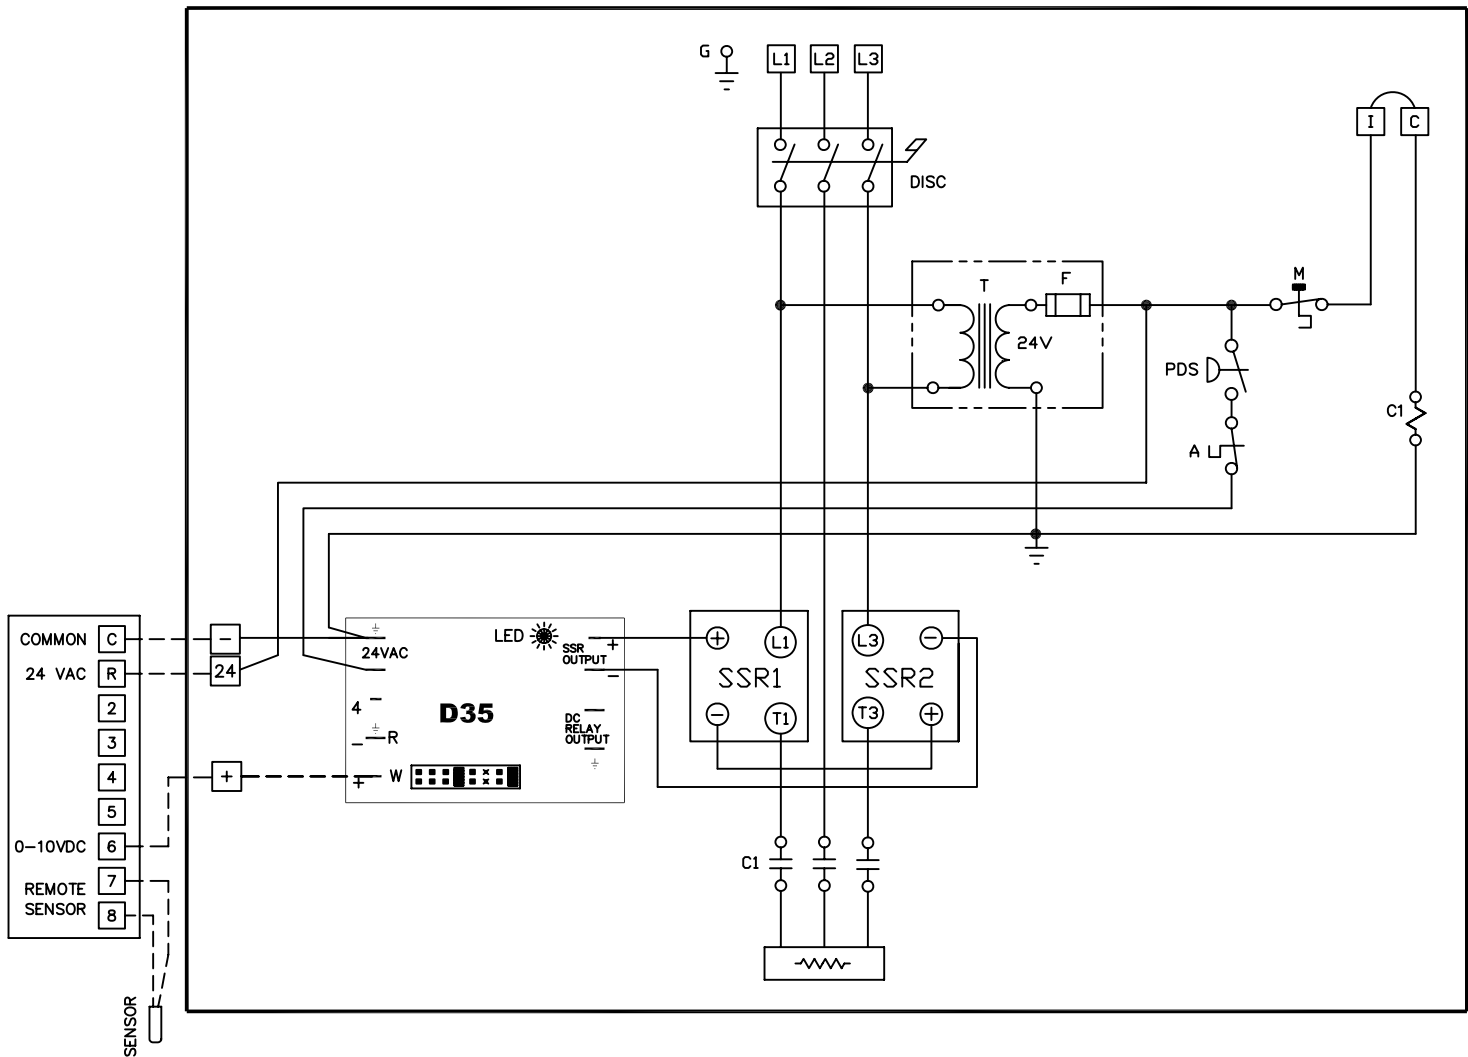 G
L1 L2 L3
DISC
I C
M
T F
24V
PDS
A
C1
COMMON C
24 VAC R
2
3
4
5
0-10VDC 6
REMOTE
SENSOR
7
8
SENSOR
-
24
+
LED
24VAC
SSR
OUTPUT
+
-
4 -
D35
- R
DC
RELAY
OUTPUT
+ W
+ L1
SSR1
- T1
L3 -
SSR2
T3 +
C1